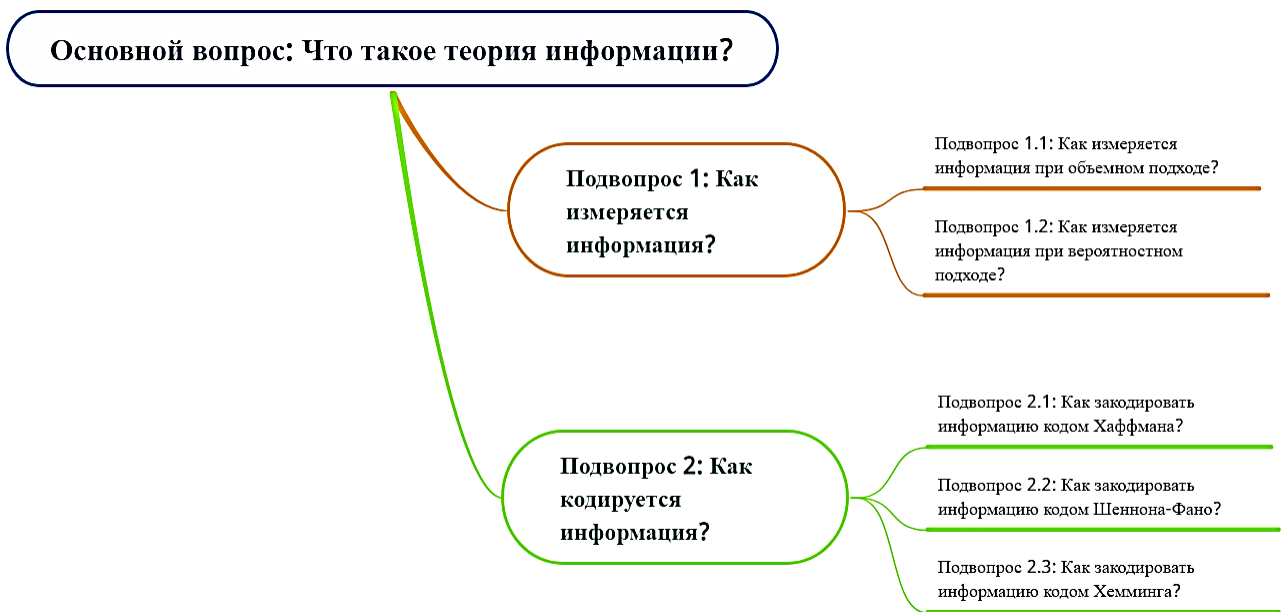 Основной вопрос: Что такое теория информации?
Подвопрос 1: Как
измеряется
информация?
Подвопрос 1.1: Как измеряется
информация при объемном подходе?
Подвопрос 1.2: Как измеряется
информация при вероятностном
подходе?
Подвопрос 2: Как
кодируется
информация?
Подвопрос 2.1: Как закодировать
информацию кодом Хаффмана?
Подвопрос 2.2: Как закодировать
информацию кодом Шеннона-Фано?
Подвопрос 2.3: Как закодировать
информацию кодом Хемминга?